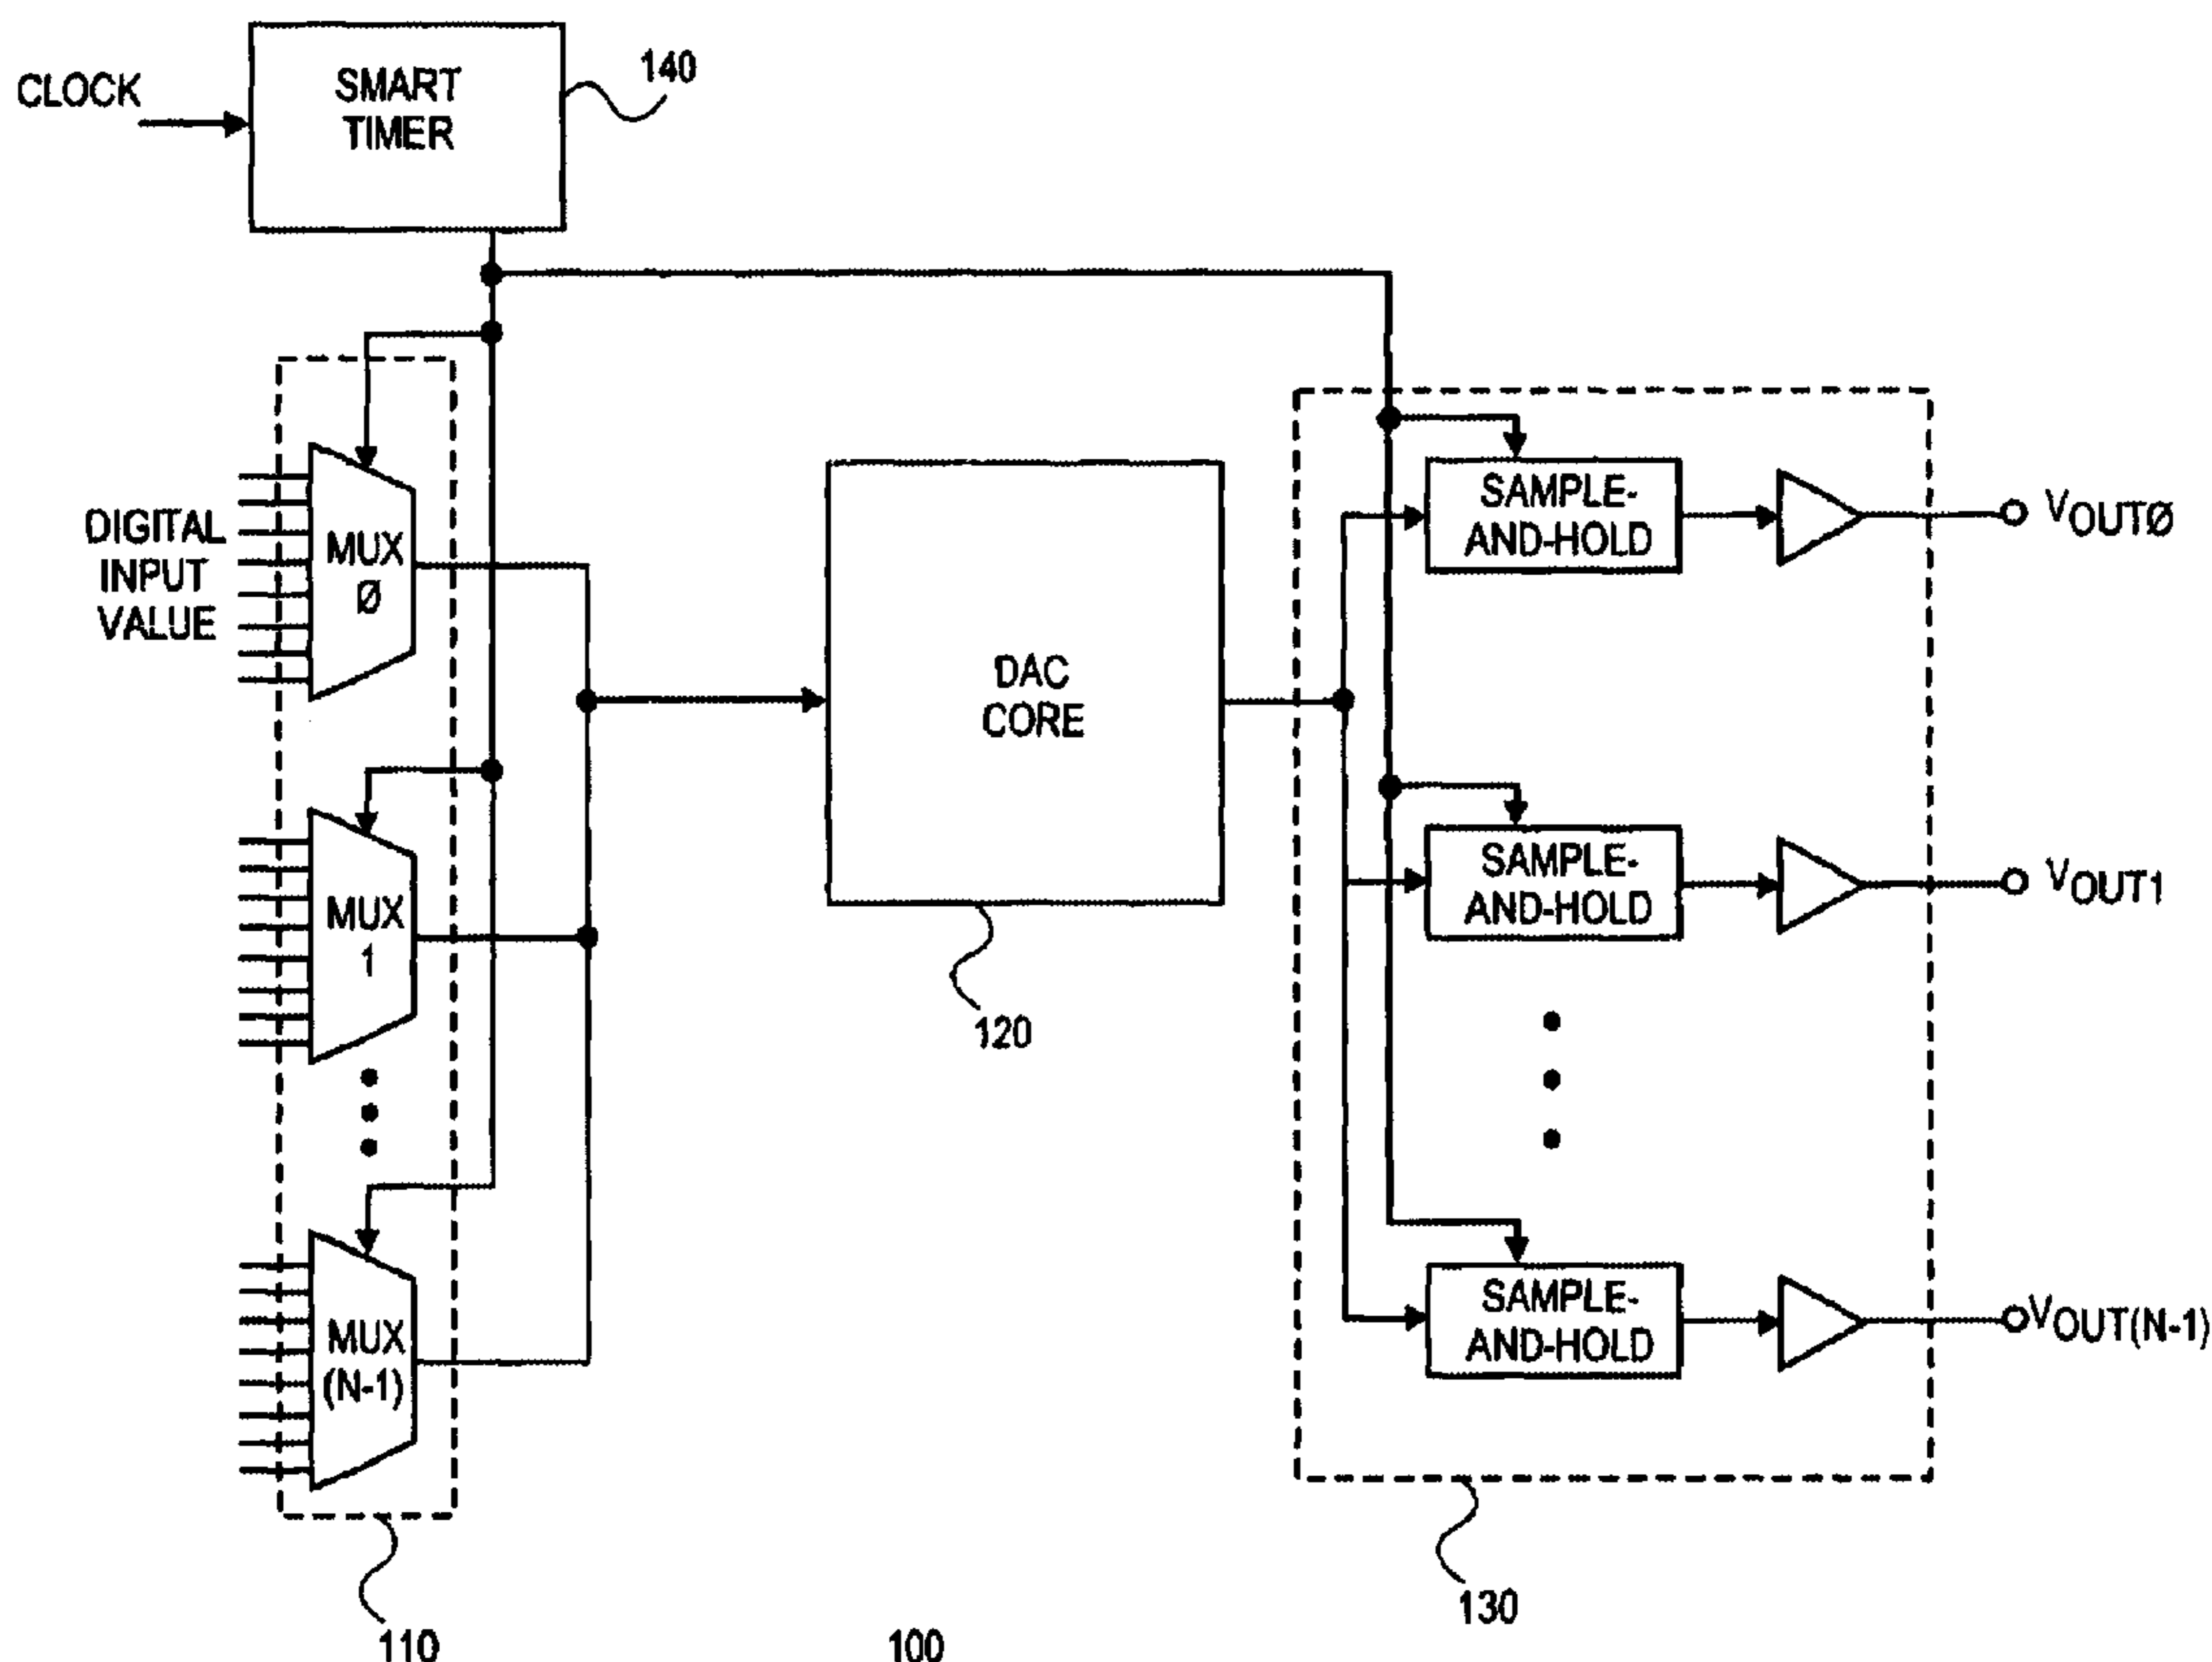 CLOCK
SMART
TIMER
140
DIGITAL
INPUT
VALUE
MUX
Ø
MUX
1
MUX
(N-1)
110
DAC
CORE
120
100
SAMPLE-
AND-HOLD
VOUTØ
SAMPLE-
AND-HOLD
VOUT1
SAMPLE-
AND-HOLD
VOUT(N-1)
130